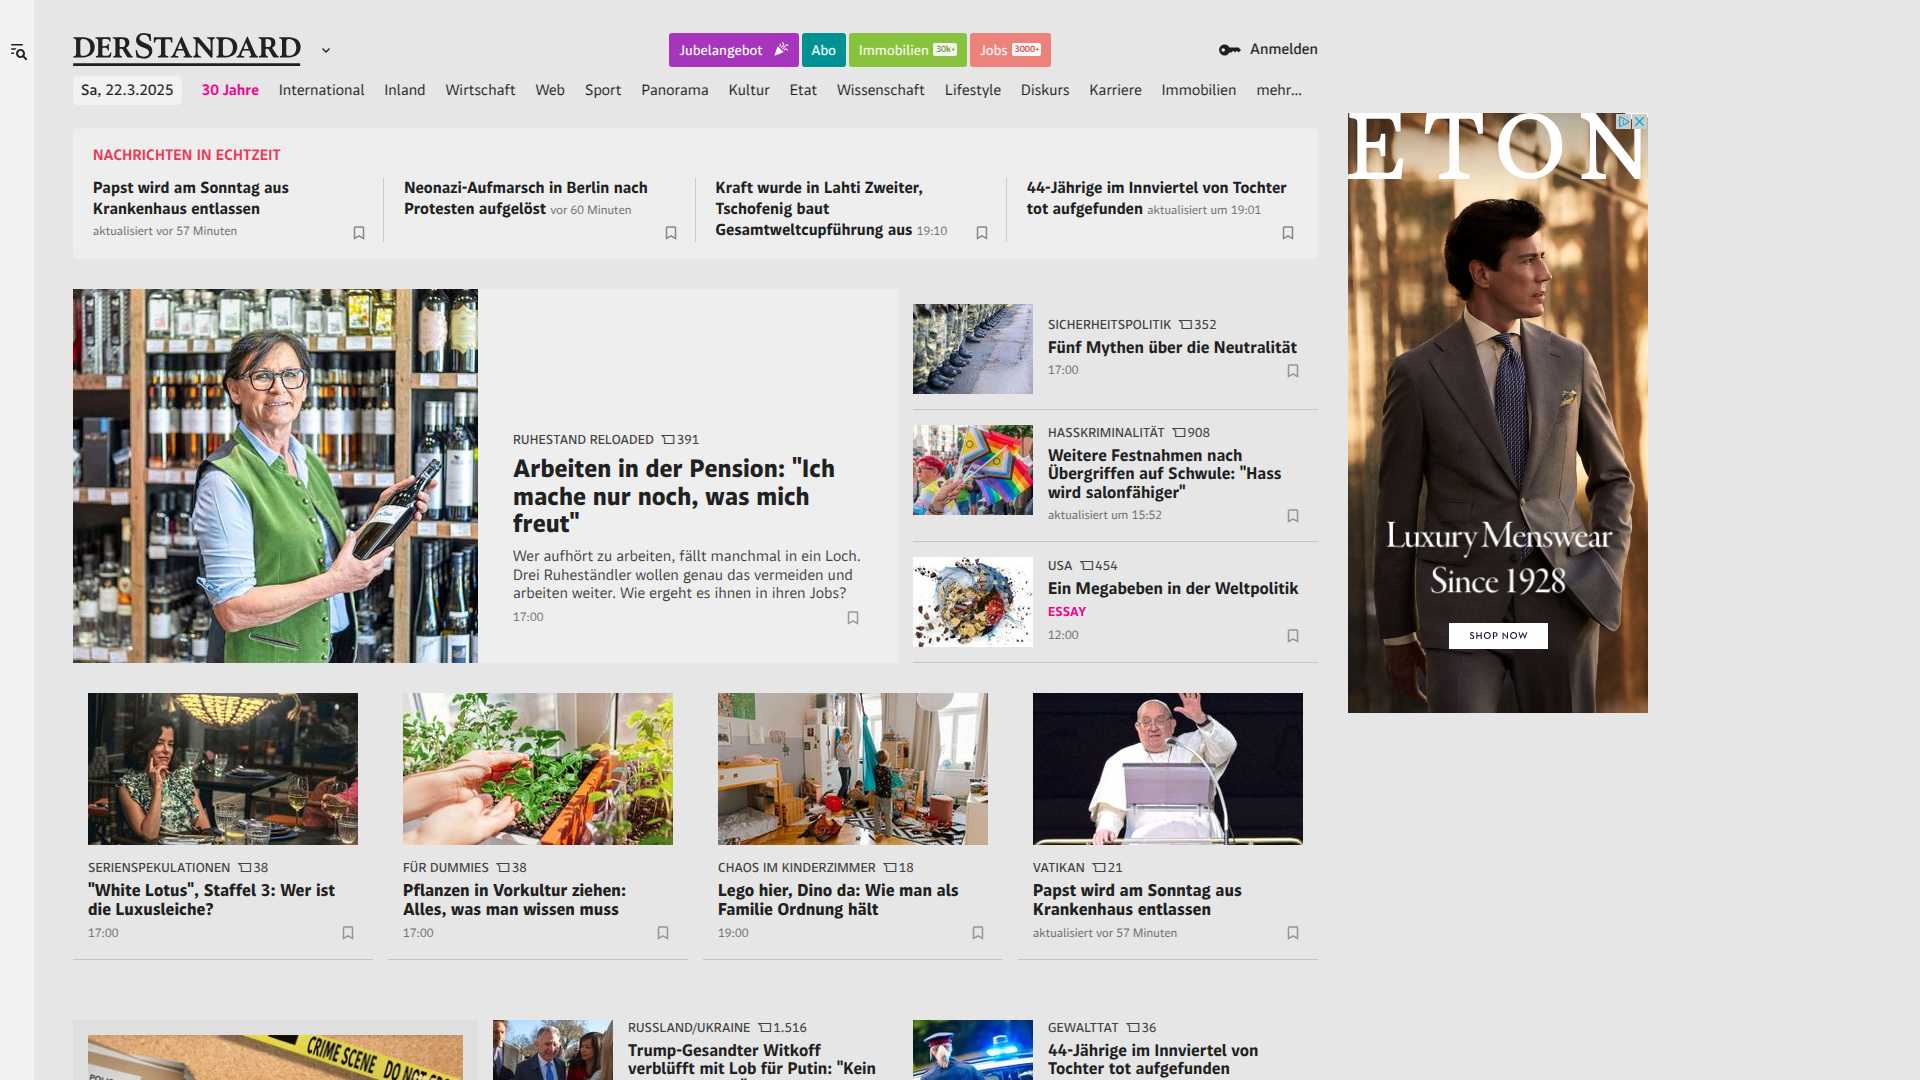 DERSTANDARD
Jubelangebot
Abo
Immobilien 30k+
Jobs 3000+
Anmelden
Sa, 22.3.2025
30 Jahre
International
Inland
Wirtschaft
Web
Sport
Panorama
Kultur
Etat
Wissenschaft
Lifestyle
Diskurs
Karriere
Immobilien
mehr...
NACHRICHTEN IN ECHTZEIT
Papst wird am Sonntag aus
Krankenhaus entlassen
aktualisiert vor 57 Minuten
Neonazi-Aufmarsch in Berlin nach
Protesten aufgelöst vor 60 Minuten
Kraft wurde in Lahti Zweiter,
Tschofenig baut
Gesamtweltcupführung aus 19:10
44-Jährige im Innviertel von Tochter
tot aufgefunden aktualisiert um 19:01
RUHESTAND RELOADED 391
Arbeiten in der Pension: "Ich
mache nur noch, was mich
freut"
Wer aufhört zu arbeiten, fällt manchmal in ein Loch.
Drei Ruheständler wollen genau das vermeiden und
arbeiten weiter. Wie ergeht es ihnen in ihren Jobs?
17:00
SICHERHEITSPOLITIK 352
Fünf Mythen über die Neutralität
17:00
HASSKRIMINALITÄT 908
Weitere Festnahmen nach
Übergriffen auf Schwule: "Hass
wird salonfähiger"
aktualisiert um 15:52
USA 454
Ein Megabeben in der Weltpolitik
ESSAY
12:00
ETON
Luxury Menswear
Since 1928
SHOP NOW
SERIENSPEKULATIONEN 38
"White Lotus", Staffel 3: Wer ist
die Luxusleiche?
17:00
FÜR DUMMIES 38
Pflanzen in Vorkultur ziehen:
Alles, was man wissen muss
17:00
CHAOS IM KINDERZIMMER 18
Lego hier, Dino da: Wie man als
Familie Ordnung hält
19:00
VATIKAN 21
Papst wird am Sonntag aus
Krankenhaus entlassen
aktualisiert vor 57 Minuten
CRIME SCENE DO NOT
RUSSLAND/UKRAINE 1.516
Trump-Gesandter Witkoff
verblüfft mit Lob für Putin: "Kein
GEWALTTAT 36
44-Jährige im Innviertel von
Tochter tot aufgefunden